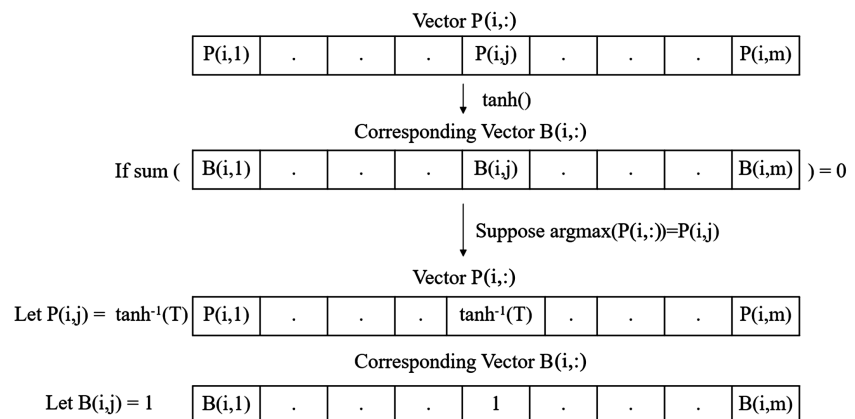 Vector P(i,:)
P(i,1) . . . P(i,j) . . . P(i,m)
tanh()
Corresponding Vector B(i,:)
If sum ( B(i,1) . . . B(i,j) . . . B(i,m) ) = 0
Suppose argmax(P(i,:))=P(i,j)
Vector P(i,:)
Let P(i,j) = tanh⁻¹(T) P(i,1) . . . tanh⁻¹(T) . . . P(i,m)
Corresponding Vector B(i,:)
Let B(i,j) = 1 B(i,1) . . . 1 . . . B(i,m)